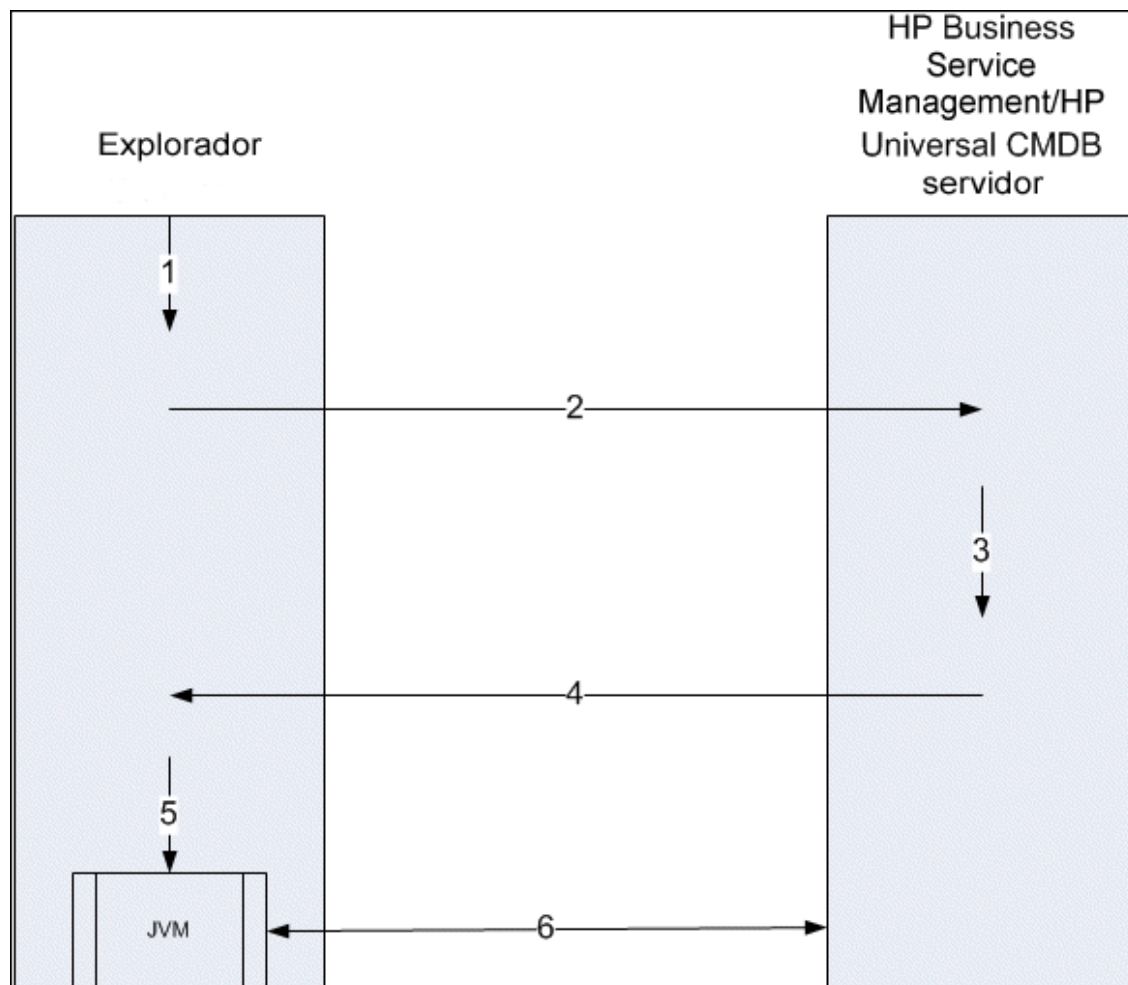 HP Business
Service
Management/HP
Universal CMDB
servidor
Explorador
1
2
3
4
5
JVM
6